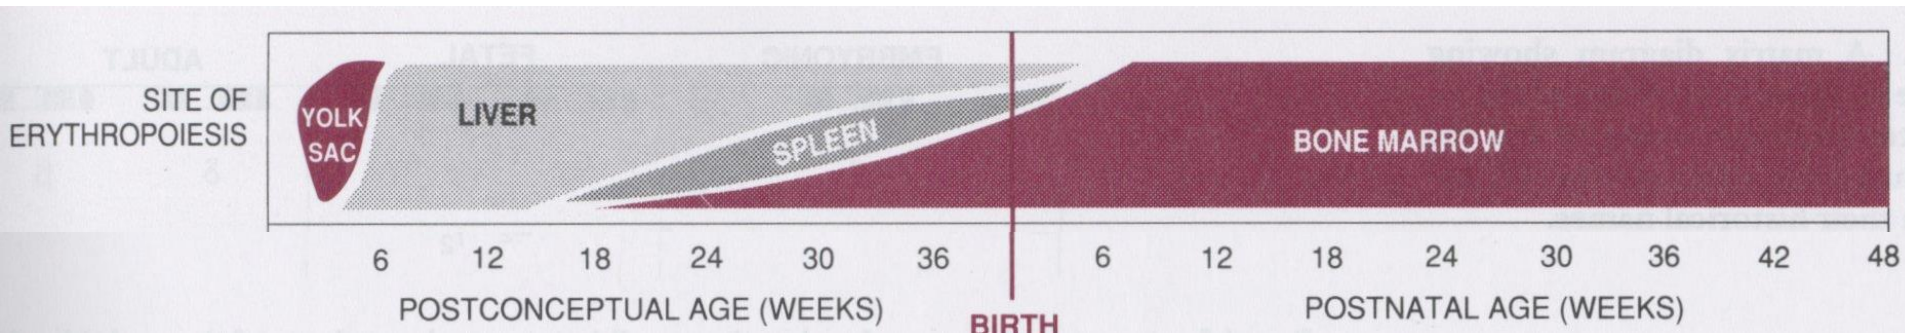 SITE OF
ERYTHROPOIESIS
YOLK
SAC
LIVER
SPLEEN
BONE MARROW
6 12 18 24 30 36 6 12 18 24 30 36 42 48
POSTCONCEPTUAL AGE (WEEKS)
BIRTH
POSTNATAL AGE (WEEKS)